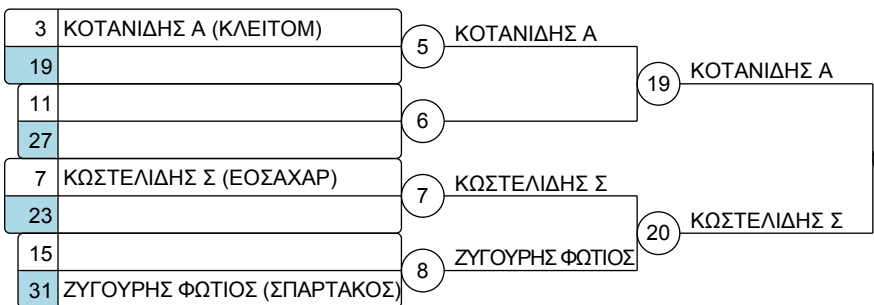 3 ΚΟΤΑΝΙΔΗΣ Α (ΚΛΕΙΤΟΜ)
19
5 ΚΟΤΑΝΙΔΗΣ Α
11
27
6
19 ΚΟΤΑΝΙΔΗΣ Α
7 ΚΩΣΤΕΛΙΔΗΣ Σ (ΕΟΣΑΧΑΡ)
23
7 ΚΩΣΤΕΛΙΔΗΣ Σ
15
31 ΖΥΓΟΥΡΗΣ ΦΩΤΙΟΣ (ΣΠΑΡΤΑΚΟΣ)
8 ΖΥΓΟΥΡΗΣ ΦΩΤΙΟΣ
20 ΚΩΣΤΕΛΙΔΗΣ Σ